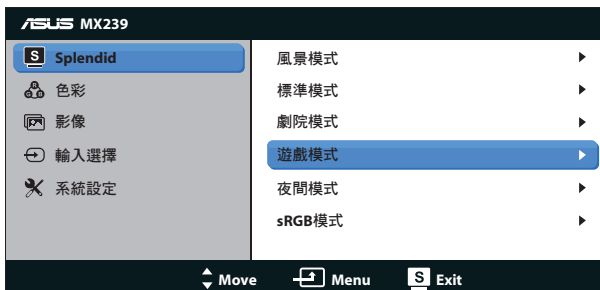 ASUS MX239
S Splendid
色彩
影像
輸入選擇
系統設定
風景模式
標準模式
劇院模式
遊戲模式
夜間模式
sRGB模式
Move Menu S Exit